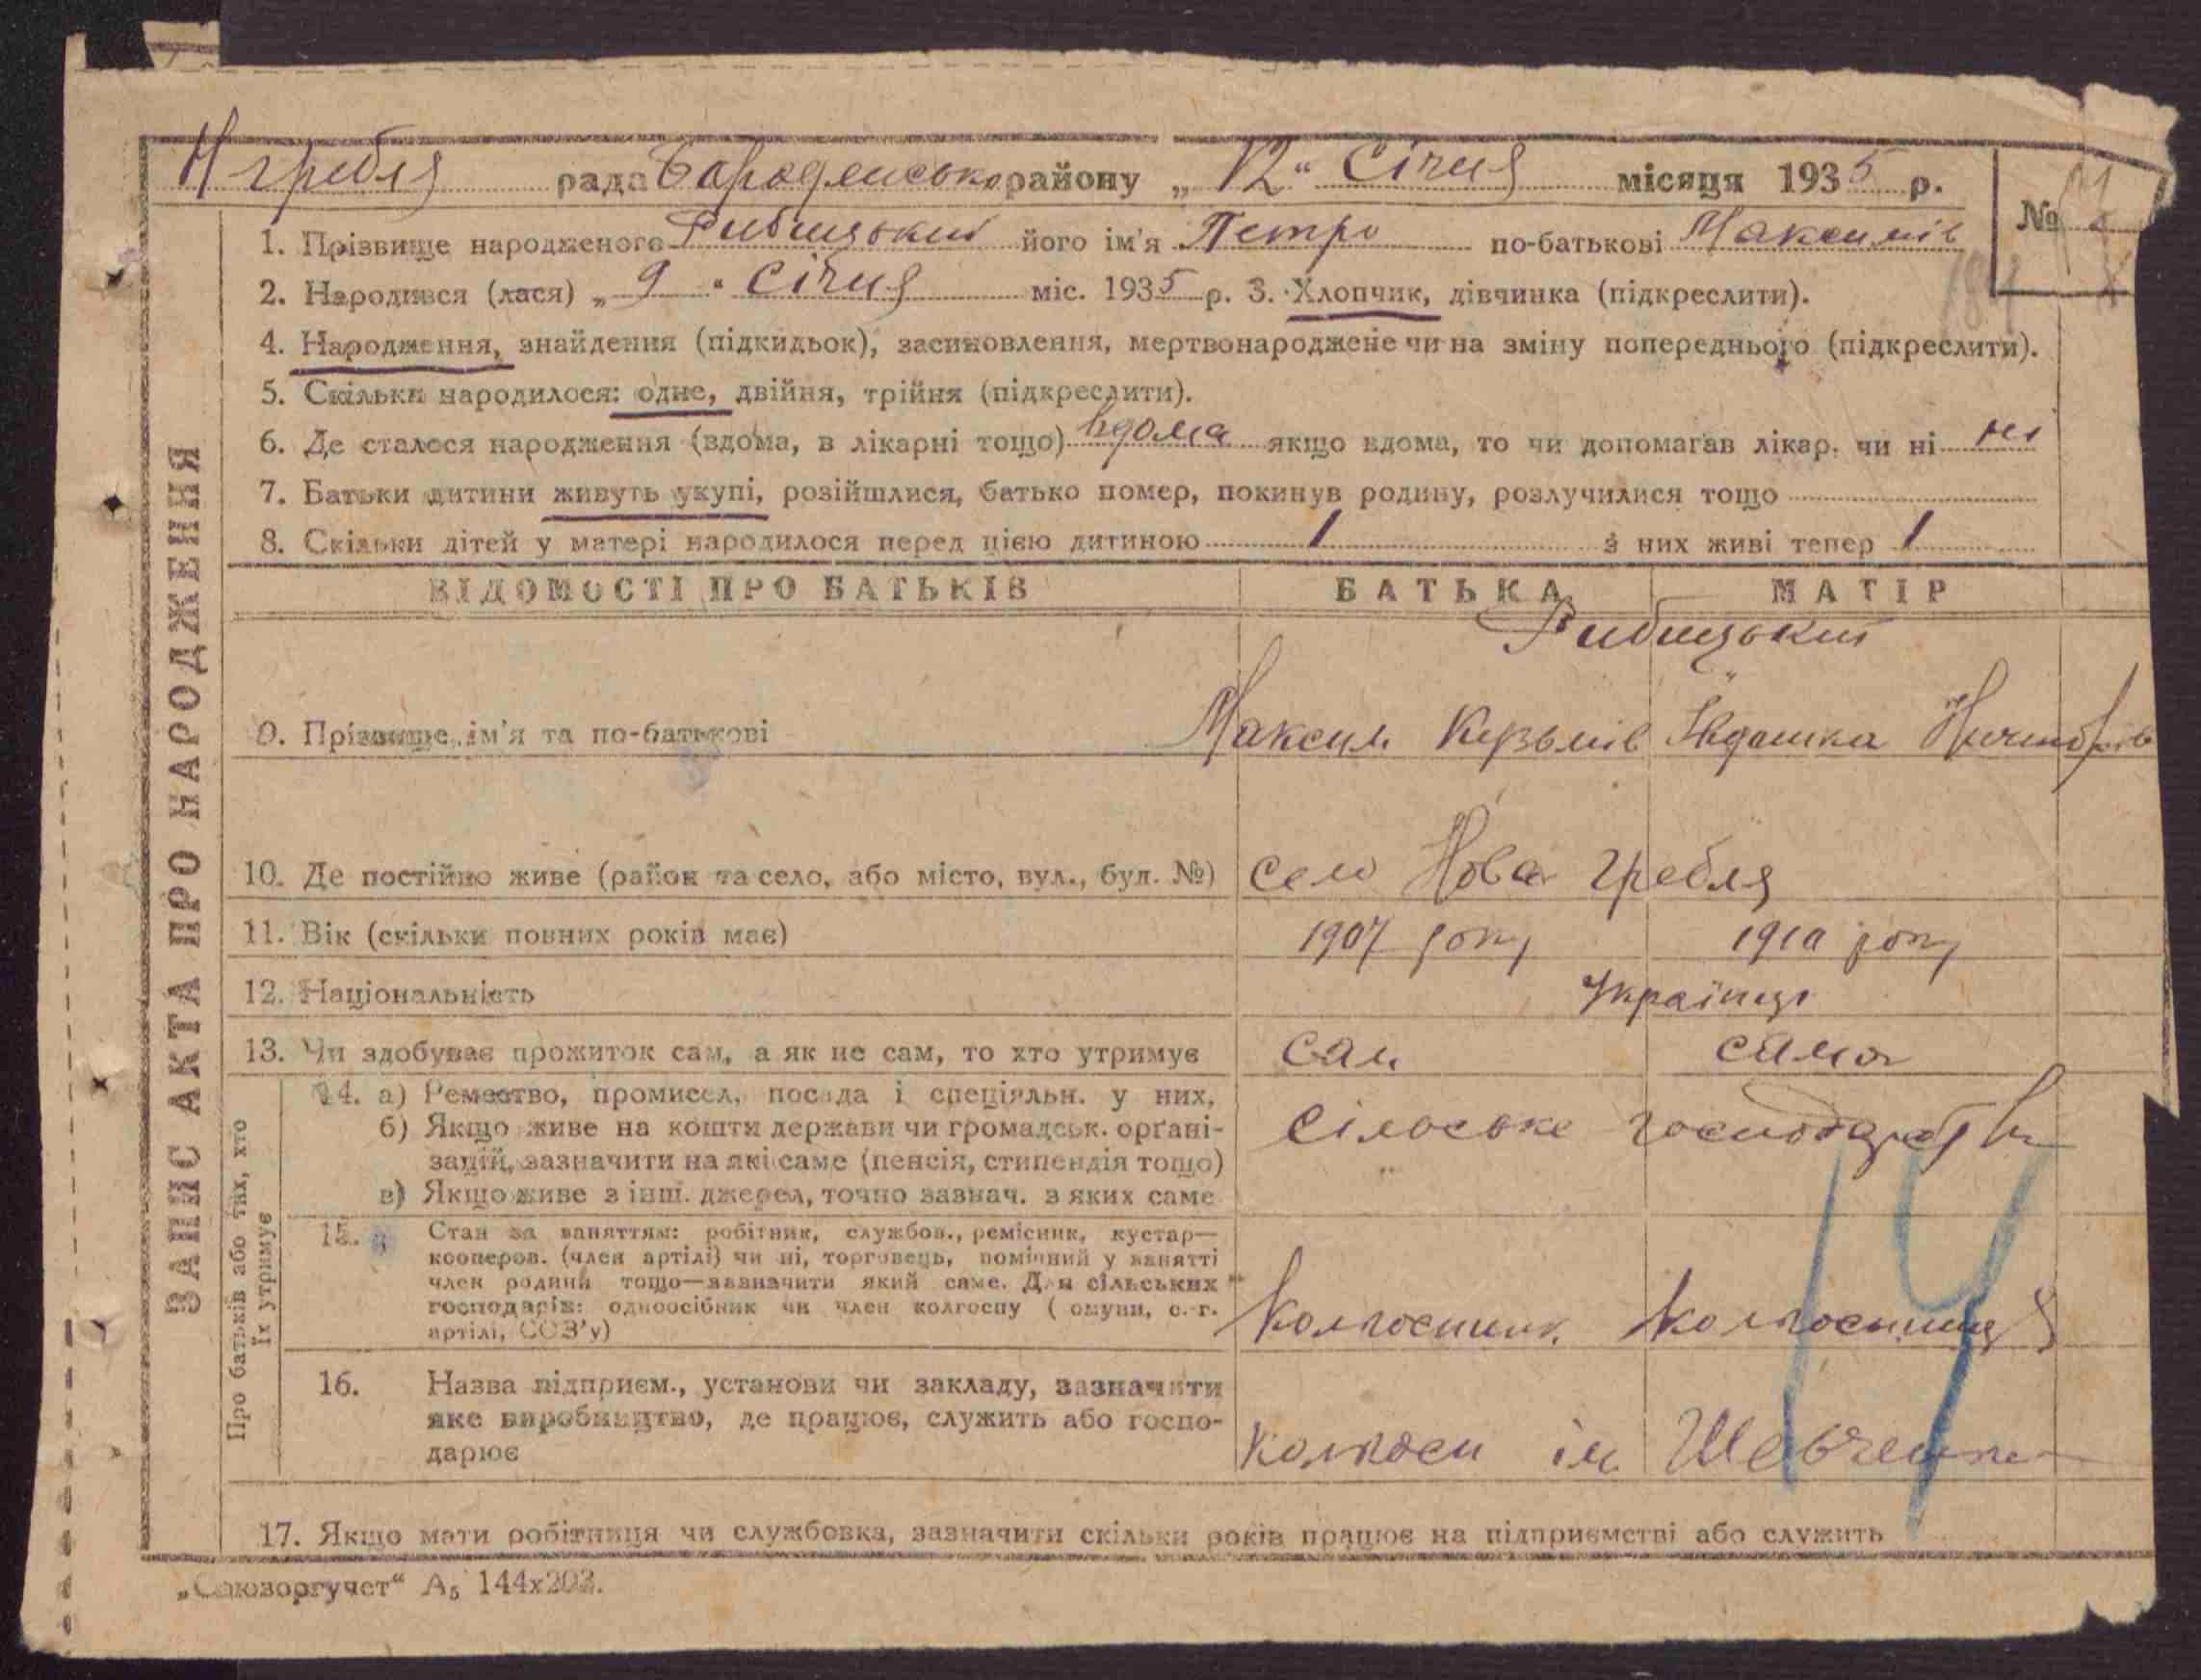 Н гребля рада Бародянсько району „ 12 “ Січня місяця 1935 р.
№
1. Прізвище народженого Рибицький його ім'я Петро по-батькові Максимів
2. Народився (лася) „ 9 “ Січня міс. 1935 р. 3. Хлопчик, дівчинка (підкреслити).
4. Народження, знайдення (підкидьок), засиновлення, мертвонароджене чи на зміну попереднього (підкреслити).
5. Скільки народилося: одне, двійня, трійня (підкреслити).
6. Де сталося народження (вдома, в лікарні тощо) вдома якщо вдома, то чи допомагав лікар. чи ні ні
7. Батьки дитини живуть укупі, розійшлися, батько помер, покинув родину, розлучилися тощо
8. Скільки дітей у матері народилося перед цією дитиною 1 з них живі тепер 1
ВІДОМОСТІ ПРО БАТЬКІВ БАТЬКА МАТІР
Рибицький
9. Прізвище, ім'я та по-батькові Максим Кузьмів
10. Де постійно живе (район та село, або місто, вул., буд. №) село Нова Гребля
11. Вік (скільки повних років має) 1907 року 1910 року
12. Національність Українці
13. Чи здобуває прожиток сам, а як не сам, то хто утримує сам сама
14. а) Ремество, промисел, посада і спеціяльн. у них,
б) Якщо живе на кошти держави чи громадськ. орґані- сільське господарство
зацій, зазначити на які саме (пенсія, стипендія тощо)
в) Якщо живе з інш. джерел, точно зазнач. з яких саме
15. Стан за заняттям: робітник, службов., ремісник, кустар—
кооперов. (член артілі) чи ні, торговець, помічний у занятті
член родини тощо—зазначити який саме. Для сільських
господарів: одноосібник чи член колгоспу ( омуни, с.-г.
артілі, СОЗ'у) Колгоспник колгоспниця
16. Назва підприєм., установи чи закладу, зазначити
яке виробництво, де працює, служить або госпо-
дарює Колгосп ім Шевченка
17. Якщо мати робітниця чи службовка, зазначити скільки років працює на підприємстві або служить
„Союзоргучет“ А5 144х203.
ЗАПИС АКТА ПРО НАРОДЖЕННЯ
Про батьків або тих, хто
їх утримує
14